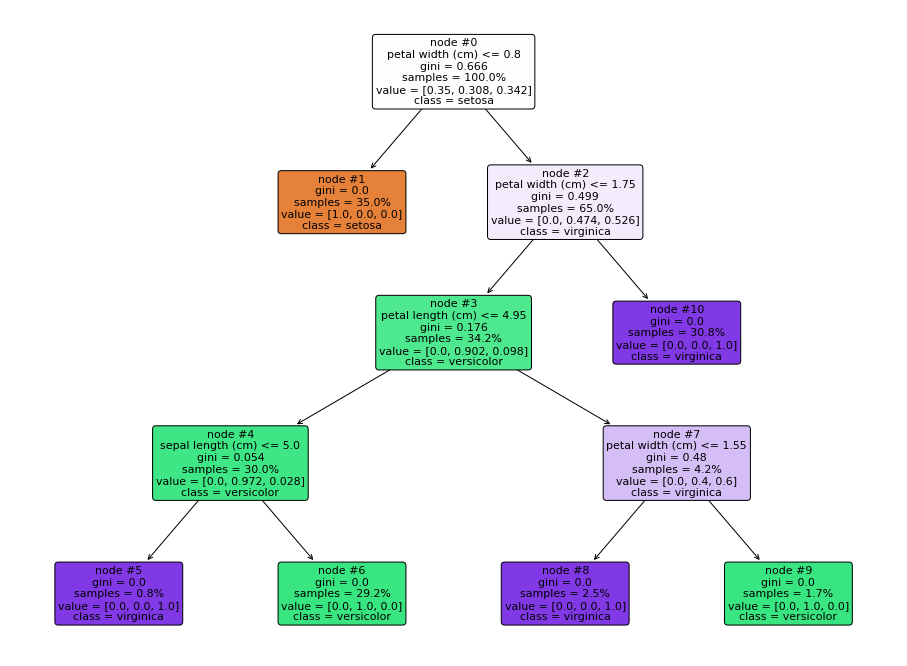 node #0
petal width (cm) <= 0.8
gini = 0.666
samples = 100.0%
value = [0.35, 0.308, 0.342]
class = setosa
node #1
gini = 0.0
samples = 35.0%
value = [1.0, 0.0, 0.0]
class = setosa
node #2
petal width (cm) <= 1.75
gini = 0.499
samples = 65.0%
value = [0.0, 0.474, 0.526]
class = virginica
node #3
petal length (cm) <= 4.95
gini = 0.176
samples = 34.2%
value = [0.0, 0.902, 0.098]
class = versicolor
node #10
gini = 0.0
samples = 30.8%
value = [0.0, 0.0, 1.0]
class = virginica
node #4
sepal length (cm) <= 5.0
gini = 0.054
samples = 30.0%
value = [0.0, 0.972, 0.028]
class = versicolor
node #7
petal width (cm) <= 1.55
gini = 0.48
samples = 4.2%
value = [0.0, 0.4, 0.6]
class = virginica
node #5
gini = 0.0
samples = 0.8%
value = [0.0, 0.0, 1.0]
class = virginica
node #6
gini = 0.0
samples = 29.2%
value = [0.0, 1.0, 0.0]
class = versicolor
node #8
gini = 0.0
samples = 2.5%
value = [0.0, 0.0, 1.0]
class = virginica
node #9
gini = 0.0
samples = 1.7%
value = [0.0, 1.0, 0.0]
class = versicolor